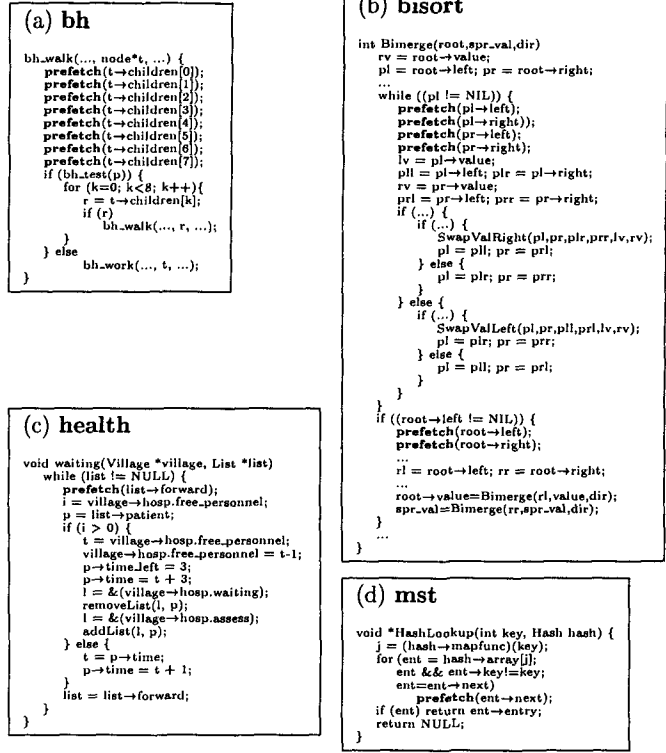 (a) bh
bh_walk(..., node*t, ...) {
prefetch(t→children[0]);
prefetch(t→children[1]);
prefetch(t→children[2]);
prefetch(t→children[3]);
prefetch(t→children[4]);
prefetch(t→children[5]);
prefetch(t→children[6]);
prefetch(t→children[7]);
if (bh_test(p)) {
for (k=0; k<8; k++){
r = t→children[k];
if (r)
bh_walk(..., r, ...);
}
} else
bh_work(..., t, ...);
}
(b) bisort
int Bimerge(root,spr_val,dir)
rv = root→value;
pl = root→left; pr = root→right;
...
while ((pl != NIL)) {
prefetch(pl→left);
prefetch(pl→right));
prefetch(pr→left);
prefetch(pr→right);
lv = pl→value;
pll = pl→left; plr = pl→right;
rv = pr→value;
prl = pr→left; prr = pr→right;
if (...) {
if (...) {
SwapValRight(pl,pr,plr,prr,lv,rv);
pl = pll; pr = prl;
} else {
pl = plr; pr = prr;
}
} else {
if (...) {
SwapValLeft(pl,pr,pll,prl,lv,rv);
pl = plr; pr = prr;
} else {
pl = pll; pr = prl;
}
}
}
if ((root→left != NIL)) {
prefetch(root→left);
prefetch(root→right);
...
rl = root→left; rr = root→right;
...
root→value=Bimerge(rl,value,dir);
spr_val=Bimerge(rr,spr_val,dir);
}
...
}
(c) health
void waiting(Village *village, List *list)
while (list != NULL) {
prefetch(list→forward);
i = village→hosp.free_personnel;
p = list→patient;
if (i > 0) {
t = village→hosp.free_personnel;
village→hosp.free_personnel = t-1;
p→time_left = 3;
p→time = t + 3;
l = &(village→hosp.waiting);
removeList(l, p);
l = &(village→hosp.assess);
addList(l, p);
} else {
t = p→time;
p→time = t + 1;
}
list = list→forward;
}
}
(d) mst
void *HashLookup(int key, Hash hash) {
j = (hash→mapfunc)(key);
for (ent = hash→array[j];
ent && ent→key!=key;
ent=ent→next)
prefetch(ent→next);
if (ent) return ent→entry;
return NULL;
}